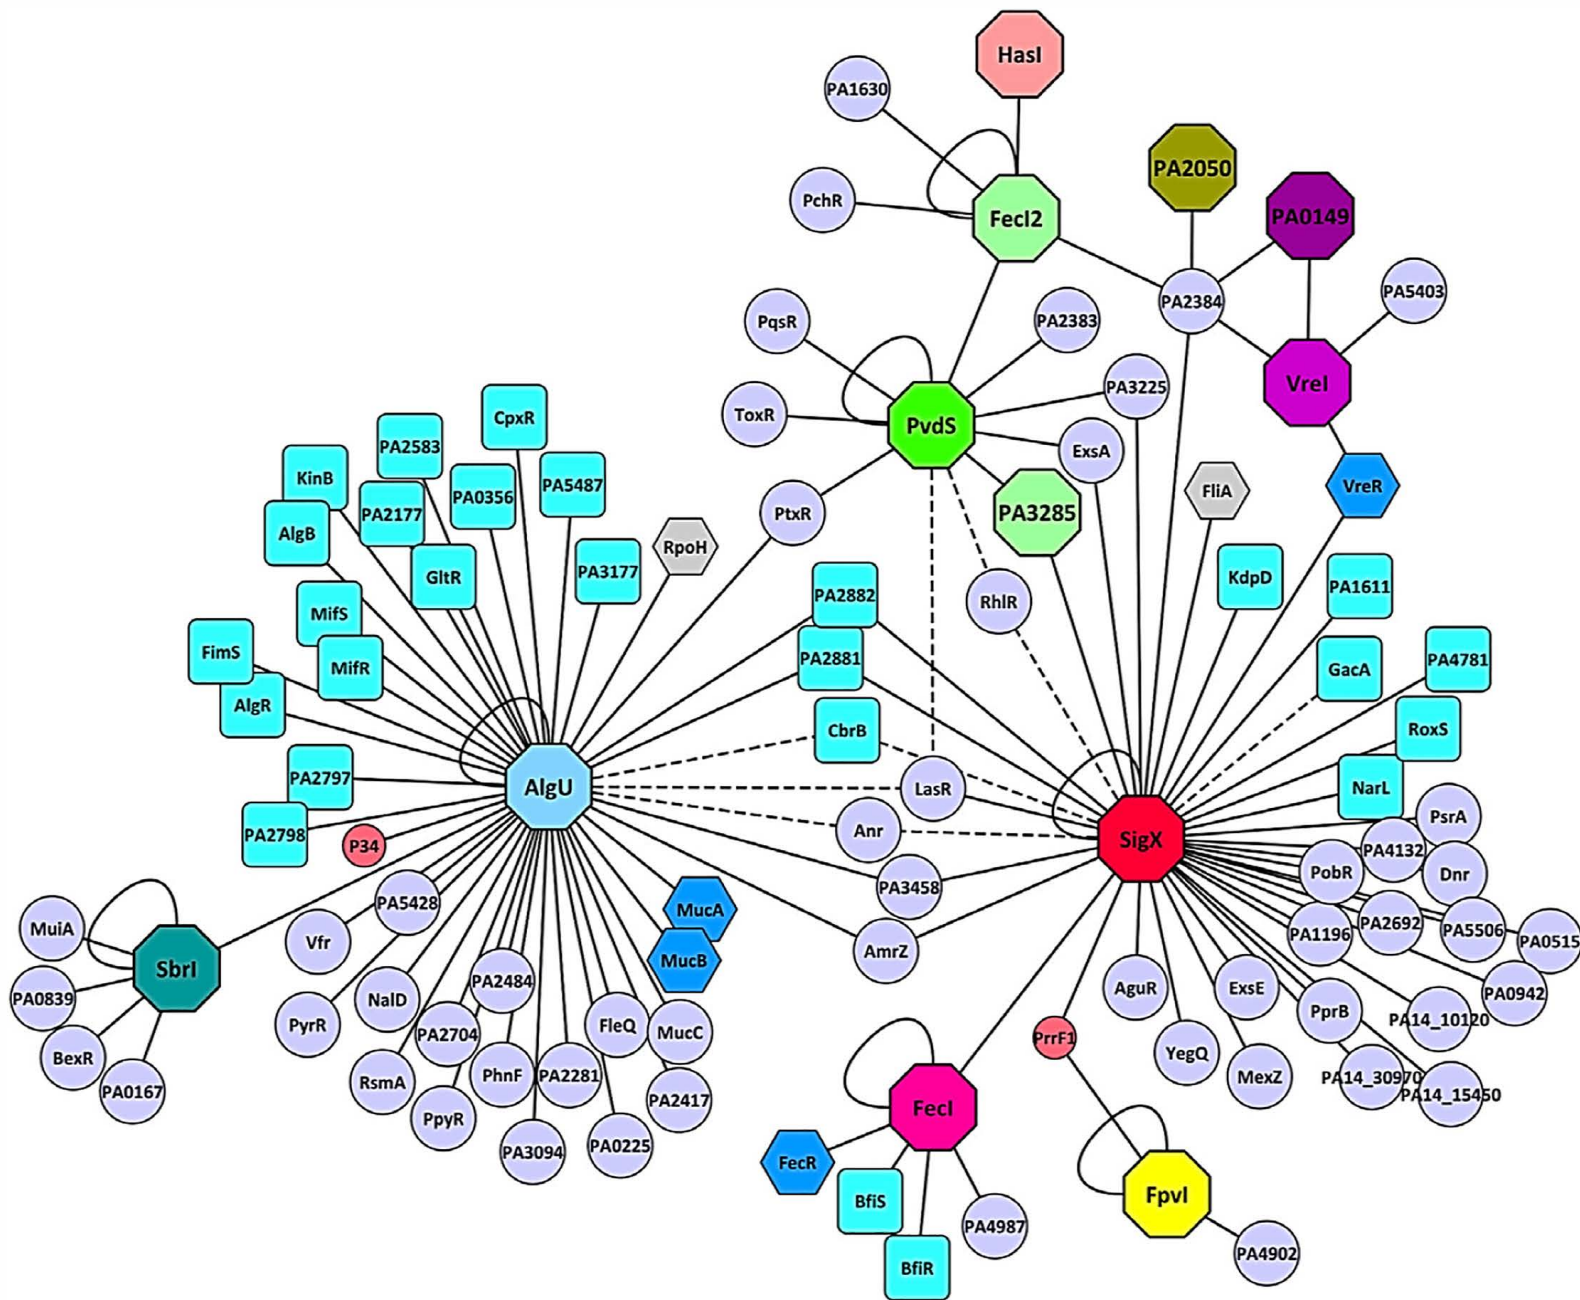 HasI
PA1630
PA2050
PchR
FecI2
PA0149
PA2384
PA5403
PqsR
PA2383
VreI
PA3225
ToxR
PvdS
CpxR
PA2583
ExsA
KinB
PA0356
PA5487
FliA
VreR
PA2177
PtxR
PA3285
AlgB
RpoH
GltR
PA3177
KdpD
PA1611
PA2882
RhlR
MifS
FimS
MifR
PA2881
GacA
PA4781
AlgR
CbrB
RoxS
PA2797
AlgU
LasR
NarL
PsrA
PA2798
P34
Anr
SigX
PA4132
PobR
Dnr
PA5428
PA3458
MucA
MuiA
Vfr
PA1196
PA2692
PA5506
PA0515
AmrZ
MucB
SbrI
PA2484
PA0839
NalD
AguR
ExsE
PA0942
PyrR
PA2704
FleQ
MucC
PprB
PA14_10120
BexR
PrrF1
YegQ
RsmA
PhnF
PA2281
MexZ
PA14_30970
PA0167
PpyR
PA2417
FecI
PA14_15450
PA3094
PA0225
FecR
BfiS
FpvI
PA4987
PA4902
BfiR